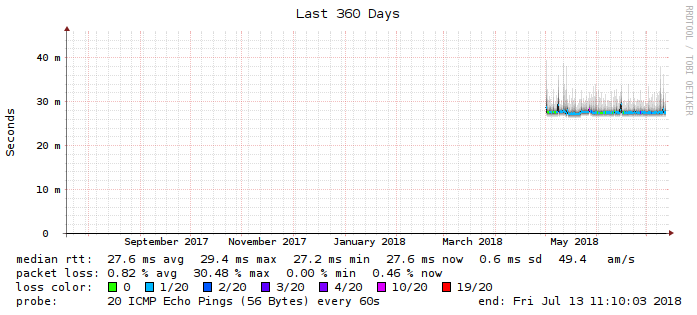 Last 360 Days
RRDTOOL / TOBI OETIKER
Seconds
40 m
30 m
20 m
10 m
0
September 2017 November 2017 January 2018 March 2018 May 2018
median rtt: 27.6 ms avg 29.4 ms max 27.2 ms min 27.6 ms now 0.6 ms sd 49.4 am/s
packet loss: 0.82 % avg 30.48 % max 0.00 % min 0.46 % now
loss color: 0 1/20 2/20 3/20 4/20 10/20 19/20
probe: 20 ICMP Echo Pings (56 Bytes) every 60s end: Fri Jul 13 11:10:03 2018